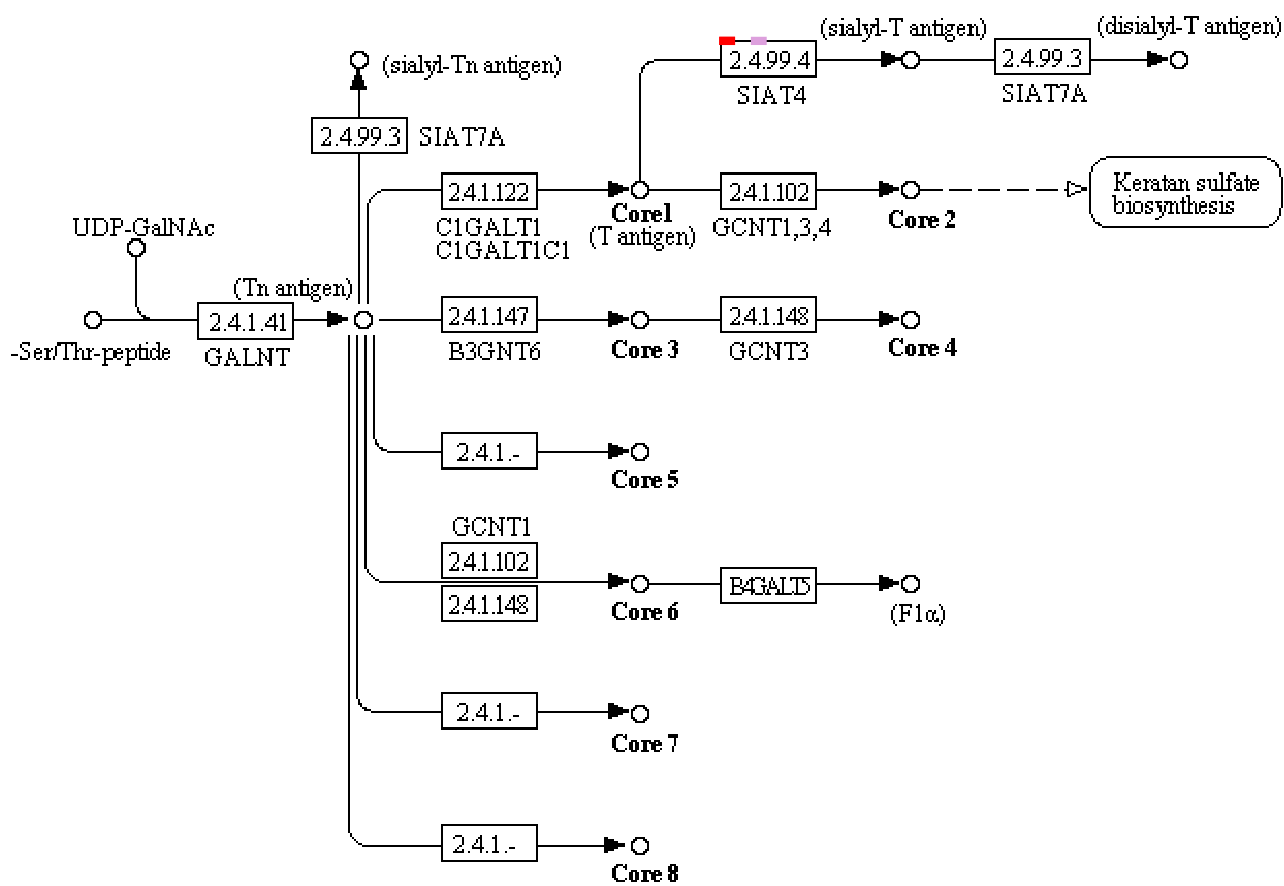 (sialyl-T antigen)
(disialyl-T antigen)
(sialyl-Tn antigen)
2.4.99.4
2.4.99.3
SIAT4
SIAT7A
2.4.99.3
SIAT7A
2.4.1.122
2.4.1.102
Keratan sulfate
biosynthesis
C1GALT1
C1GALT1C1
Core1
(T antigen)
GCNT1,3,4
Core 2
UDP-GalNAc
(Tn antigen)
2.4.1.41
2.4.1.147
2.4.1.148
-Ser/Thr-peptide
GALNT
B3GNT6
Core 3
GCNT3
Core 4
2.4.1.-
Core 5
GCNT1
2.4.1.102
2.4.1.148
Core 6
B4GALT5
(F1α)
2.4.1.-
Core 7
2.4.1.-
Core 8